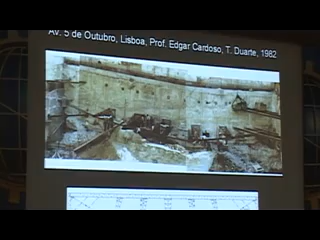 Av. 5 de Outubro, Lisboa, Prof. Edgar Cardoso, T. Duarte, 1982